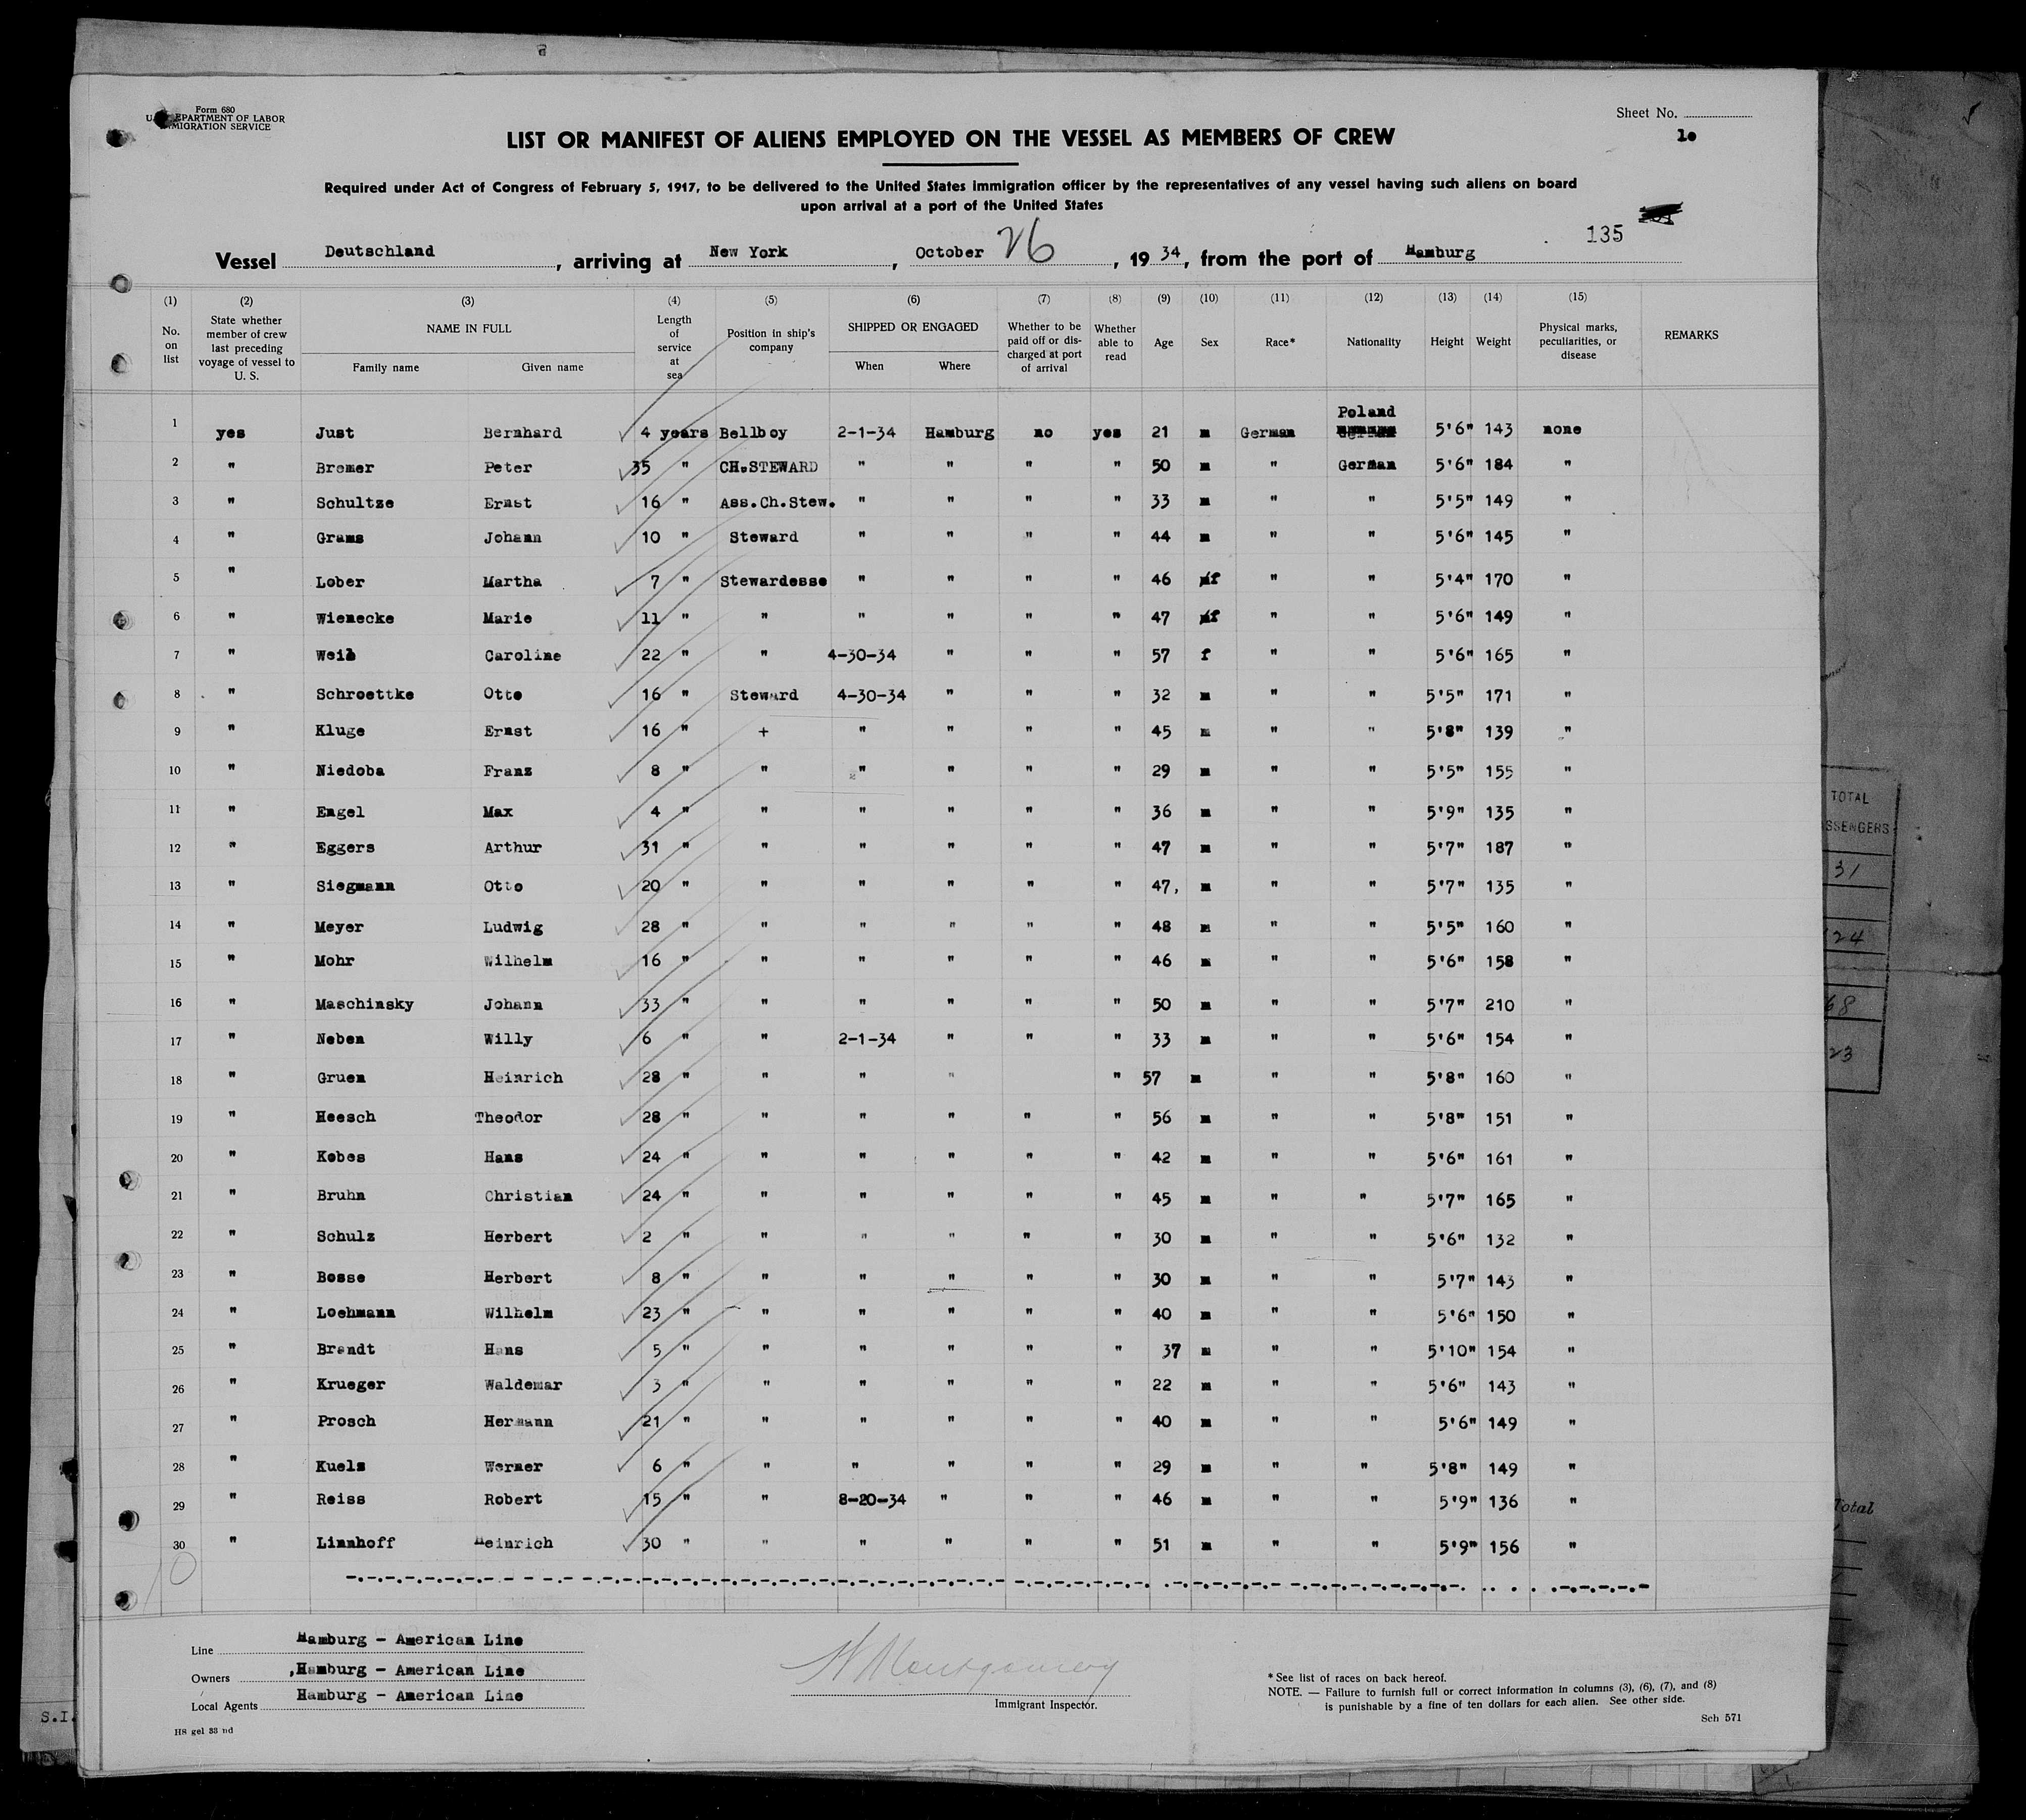 Form 680
U. S. DEPARTMENT OF LABOR
IMMIGRATION SERVICE
Sheet No.
10
LIST OR MANIFEST OF ALIENS EMPLOYED ON THE VESSEL AS MEMBERS OF CREW
Required under Act of Congress of February 5, 1917, to be delivered to the United States immigration officer by the representatives of any vessel having such aliens on board
upon arrival at a port of the United States
135
Vessel Deutschland, arriving at New York, October 26, 1934, from the port of Hamburg
(1) (2) (3) (4) (5) (6) (7) (8) (9) (10) (11) (12) (13) (14) (15)
No. on list State whether member of crew last preceding voyage of vessel to U. S. NAME IN FULL Family name Given name Length of service at sea Position in ship's company SHIPPED OR ENGAGED When Where Whether to be paid off or discharged at port of arrival Whether able to read Age Sex Race* Nationality Height Weight Physical marks, peculiarities, or disease REMARKS
1 yes Just Bernhard 4 years Bellboy 2-1-34 Hamburg no yes 21 m German Poland 5'6" 143 none
2 " Bremer Peter 35 " CH.STEWARD " " " " 50 m " German 5'6" 184 "
3 " Schultze Ernst 16 " Ass.Ch.Stew. " " " " 33 m " " 5'5" 149 "
4 " Grams Johann 10 " Steward " " " " 44 m " " 5'6" 145 "
5 " Lober Martha 7 " Stewardesse " " " " 46 f " " 5'4" 170 "
6 " Wienecke Marie 11 " " " " " " 47 f " " 5'6" 149 "
7 " Weib Caroline 22 " " 4-30-34 " " " 57 f " " 5'6" 165 "
8 " Schroettke Otto 16 " Steward 4-30-34 " " " 32 m " " 5'5" 171 "
9 " Kluge Ernst 16 " + " " " " 45 m " " 5'8" 139 "
10 " Niedoba Franz 8 " " " " " " 29 m " " 5'5" 155 "
11 " Engel Max 4 " " " " " " 36 m " " 5'9" 135 "
12 " Eggers Arthur 31 " " " " " " 47 m " " 5'7" 187 "
13 " Siegmann Otto 20 " " " " " " 47, m " " 5'7" 135 "
14 " Meyer Ludwig 28 " " " " " " 48 m " " 5'5" 160 "
15 " Mohr Wilhelm 16 " " " " " " 46 m " " 5'6" 158 "
16 " Maschinsky Johann 33 " " " " " " 50 m " " 5'7" 210 "
17 " Neben Willy 6 " " 2-1-34 " " " 33 m " " 5'6" 154 "
18 " Gruen Heinrich 28 " " " " " 57 m " " 5'8" 160 "
19 " Heesch Theodor 28 " " " " " " 56 m " " 5'8" 151 "
20 " Kobes Hans 24 " " " " " " 42 m " " 5'6" 161 "
21 " Bruhn Christian 24 " " " " " " 45 m " " 5'7" 165 "
22 " Schulz Herbert 2 " " " " " " 30 m " " 5'6" 132 "
23 " Bosse Herbert 8 " " " " " " 30 m " " 5'7" 143 "
24 " Loehmann Wilhelm 23 " " " " " " 40 m " " 5'6" 150 "
25 " Brandt Hans 5 " " " " " " 37 m " " 5'10" 154 "
26 " Krueger Waldemar 3 " " " " " " 22 m " " 5'6" 143 "
27 " Prosch Hermann 21 " " " " " " 40 m " " 5'6" 149 "
28 " Kuels Werner 6 " " " " " " 29 m " " 5'8" 149 "
29 " Reiss Robert 15 " " 8-20-34 " " " 46 m " " 5'9" 136 "
30 " Linnhoff Heinrich 30 " " " " " " 51 m " " 5'9" 156 "
Line Hamburg - American Line
Owners Hamburg - American Line
Local Agents Hamburg - American Line
H8 gel 33 nd
Montgomery
Immigrant Inspector.
* See list of races on back hereof.
NOTE. — Failure to furnish full or correct information in columns (3), (6), (7), and (8)
is punishable by a fine of ten dollars for each alien. See other side.
Sch 571
S.I.
TOTAL
31
24
68
23
Total